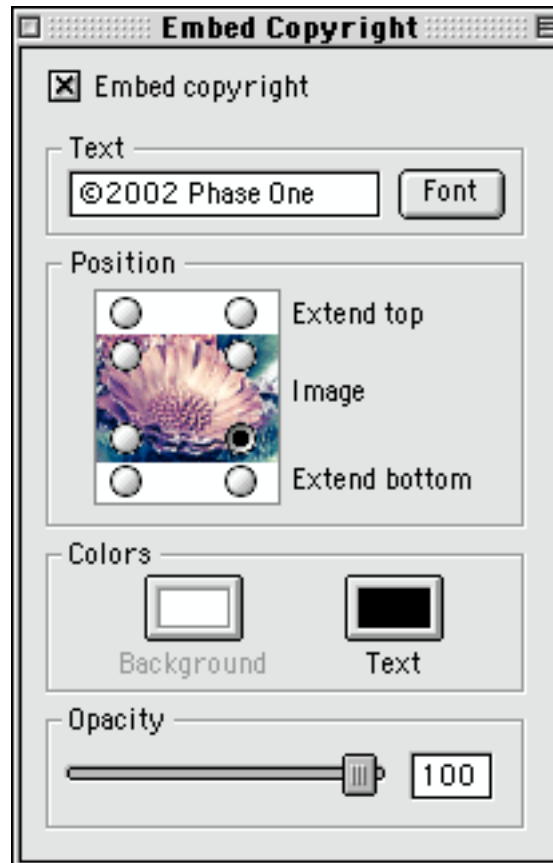 Embed Copyright
Embed copyright
Text
©2002 Phase One Font
Position
Extend top
Image
Extend bottom
Colors
Background Text
Opacity
100